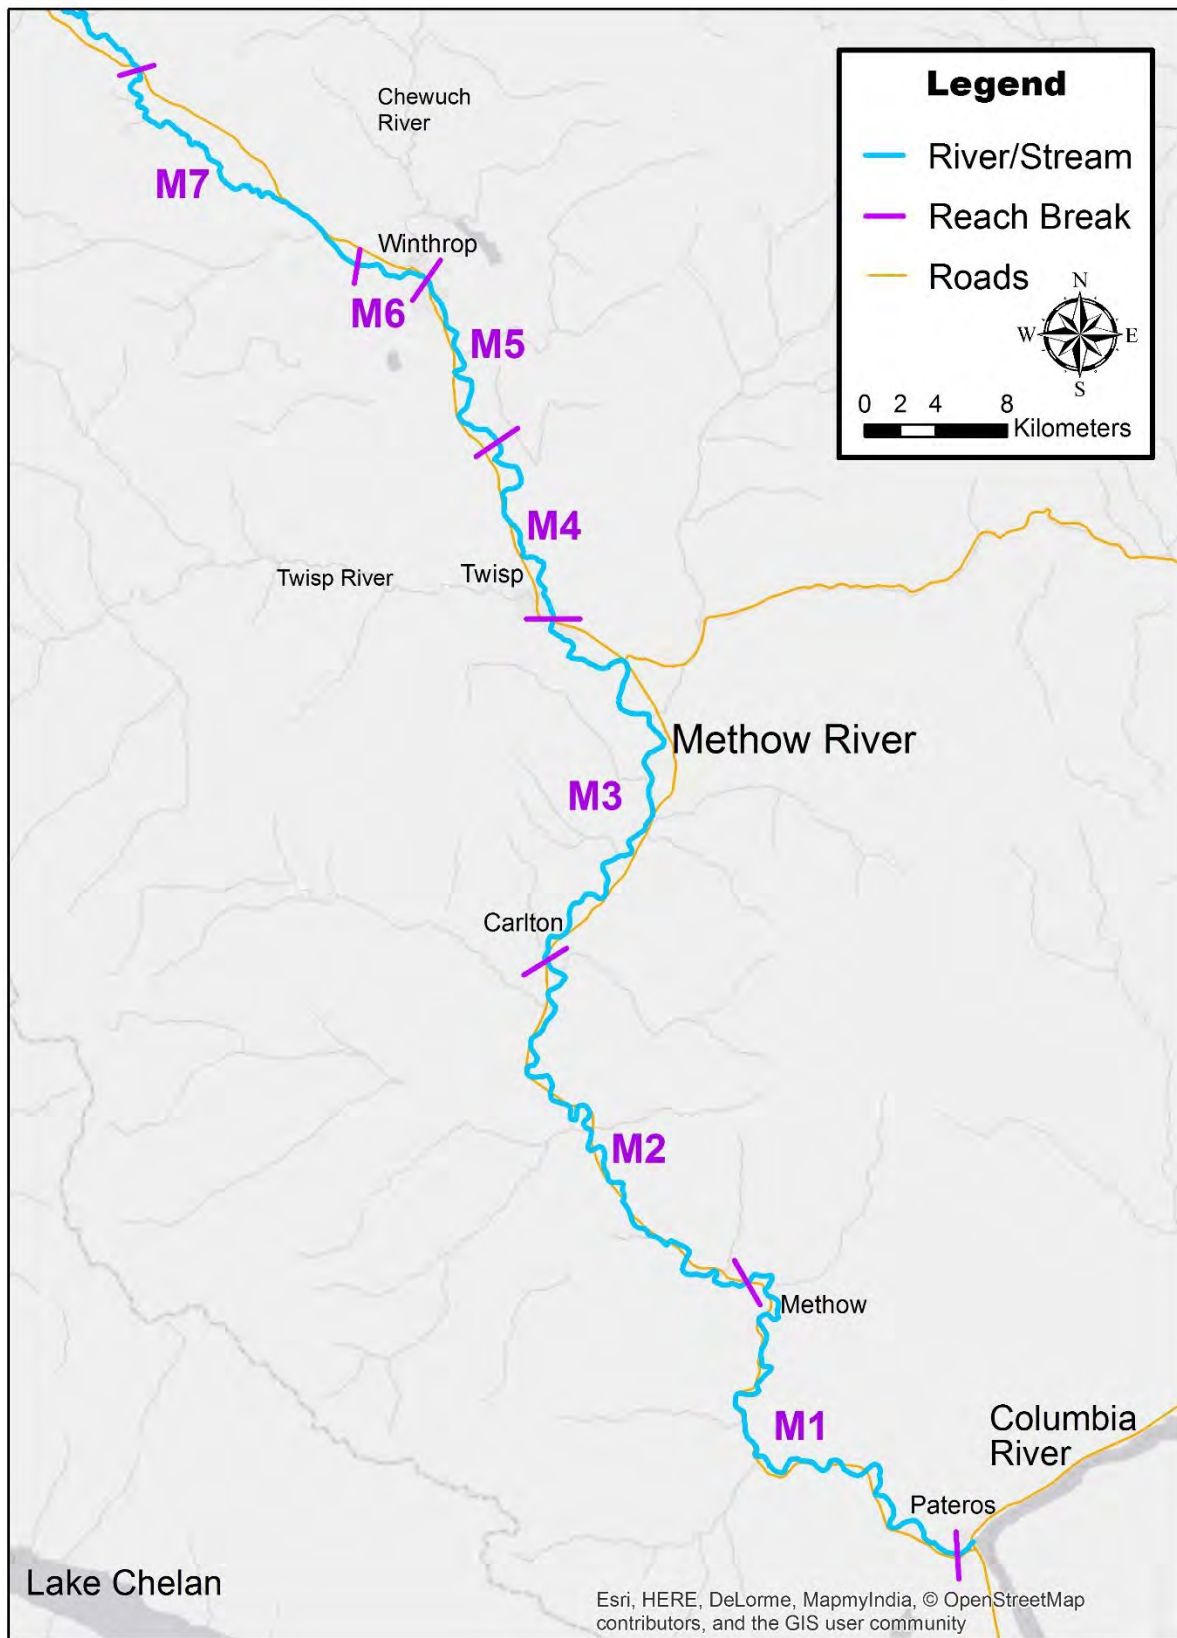 Legend
River/Stream
Reach Break
Roads
N
W
E
S
0 2 4 8
Kilometers
Chewuch
River
M7
Winthrop
M6
M5
M4
Twisp River
Twisp
Methow River
M3
Carlton
M2
Methow
M1
Columbia
River
Pateros
Lake Chelan
Esri, HERE, DeLorme, MapmyIndia, © OpenStreetMap
contributors, and the GIS user community